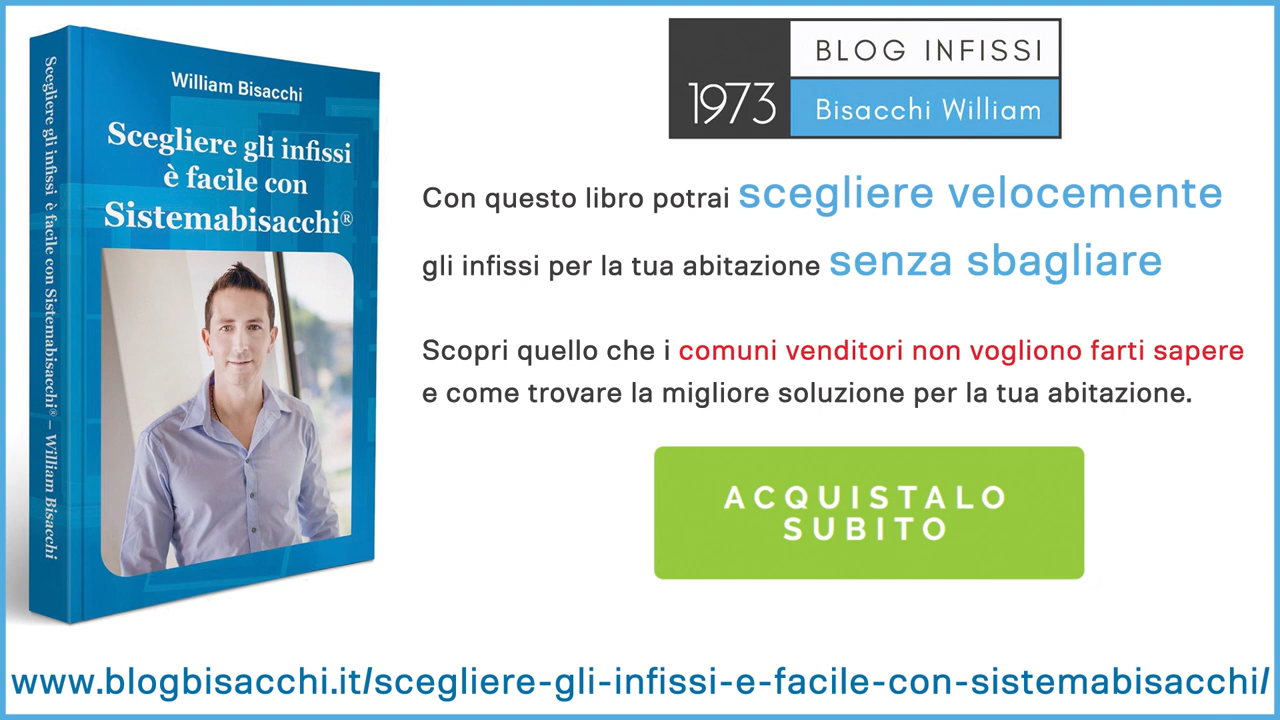 William Bisacchi
Scegliere gli infissi
è facile con
Sistemabisacchi®
Scegliere gli infissi è facile con Sistemabisacchi® – William Bisacchi
1973
BLOG INFISSI
Bisacchi William
Con questo libro potrai scegliere velocemente
gli infissi per la tua abitazione senza sbagliare
Scopri quello che i comuni venditori non vogliono farti sapere
e come trovare la migliore soluzione per la tua abitazione.
ACQUISTALO
SUBITO
www.blogbisacchi.it/scegliere-gli-infissi-e-facile-con-sistemabisacchi/